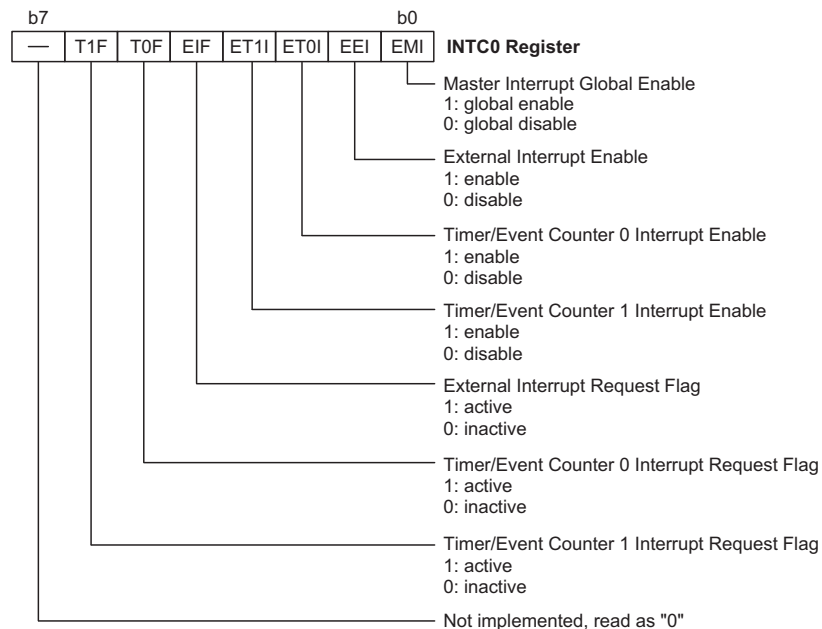 b7 b0
— T1F T0F EIF ET1I ET0I EEI EMI INTC0 Register
Master Interrupt Global Enable
1: global enable
0: global disable
External Interrupt Enable
1: enable
0: disable
Timer/Event Counter 0 Interrupt Enable
1: enable
0: disable
Timer/Event Counter 1 Interrupt Enable
1: enable
0: disable
External Interrupt Request Flag
1: active
0: inactive
Timer/Event Counter 0 Interrupt Request Flag
1: active
0: inactive
Timer/Event Counter 1 Interrupt Request Flag
1: active
0: inactive
Not implemented, read as "0"